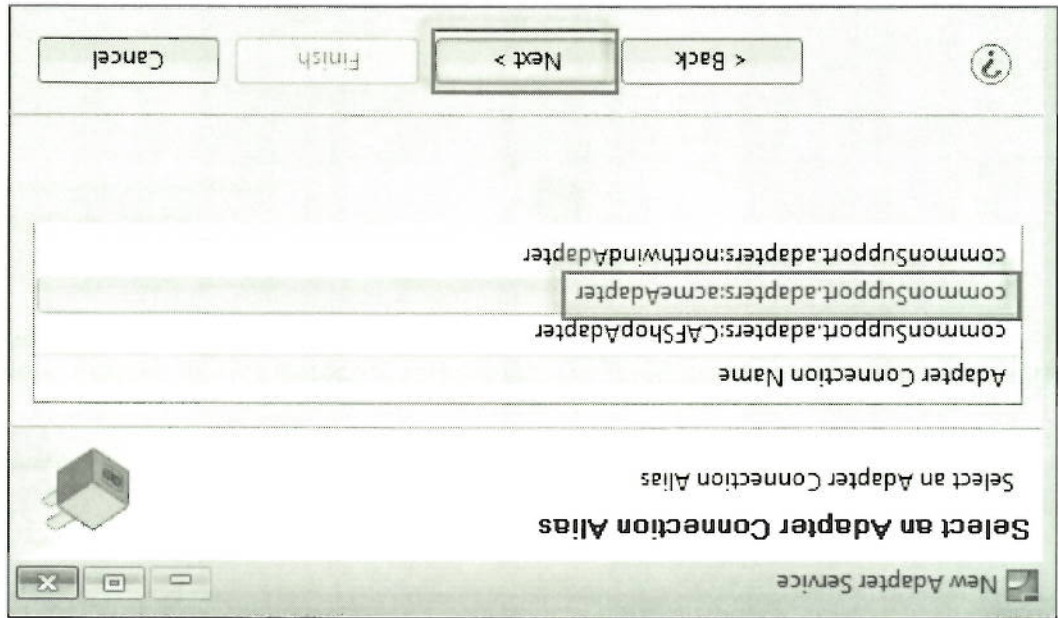 New Adapter Service
Select an Adapter Connection Alias
Select an Adapter Connection Alias
Adapter Connection Name
commonSupport.adapters:CAFShopAdapter
commonSupport.adapters:acmeAdapter
commonSupport.adapters:northwindAdapter
?
< Back
Next >
Finish
Cancel